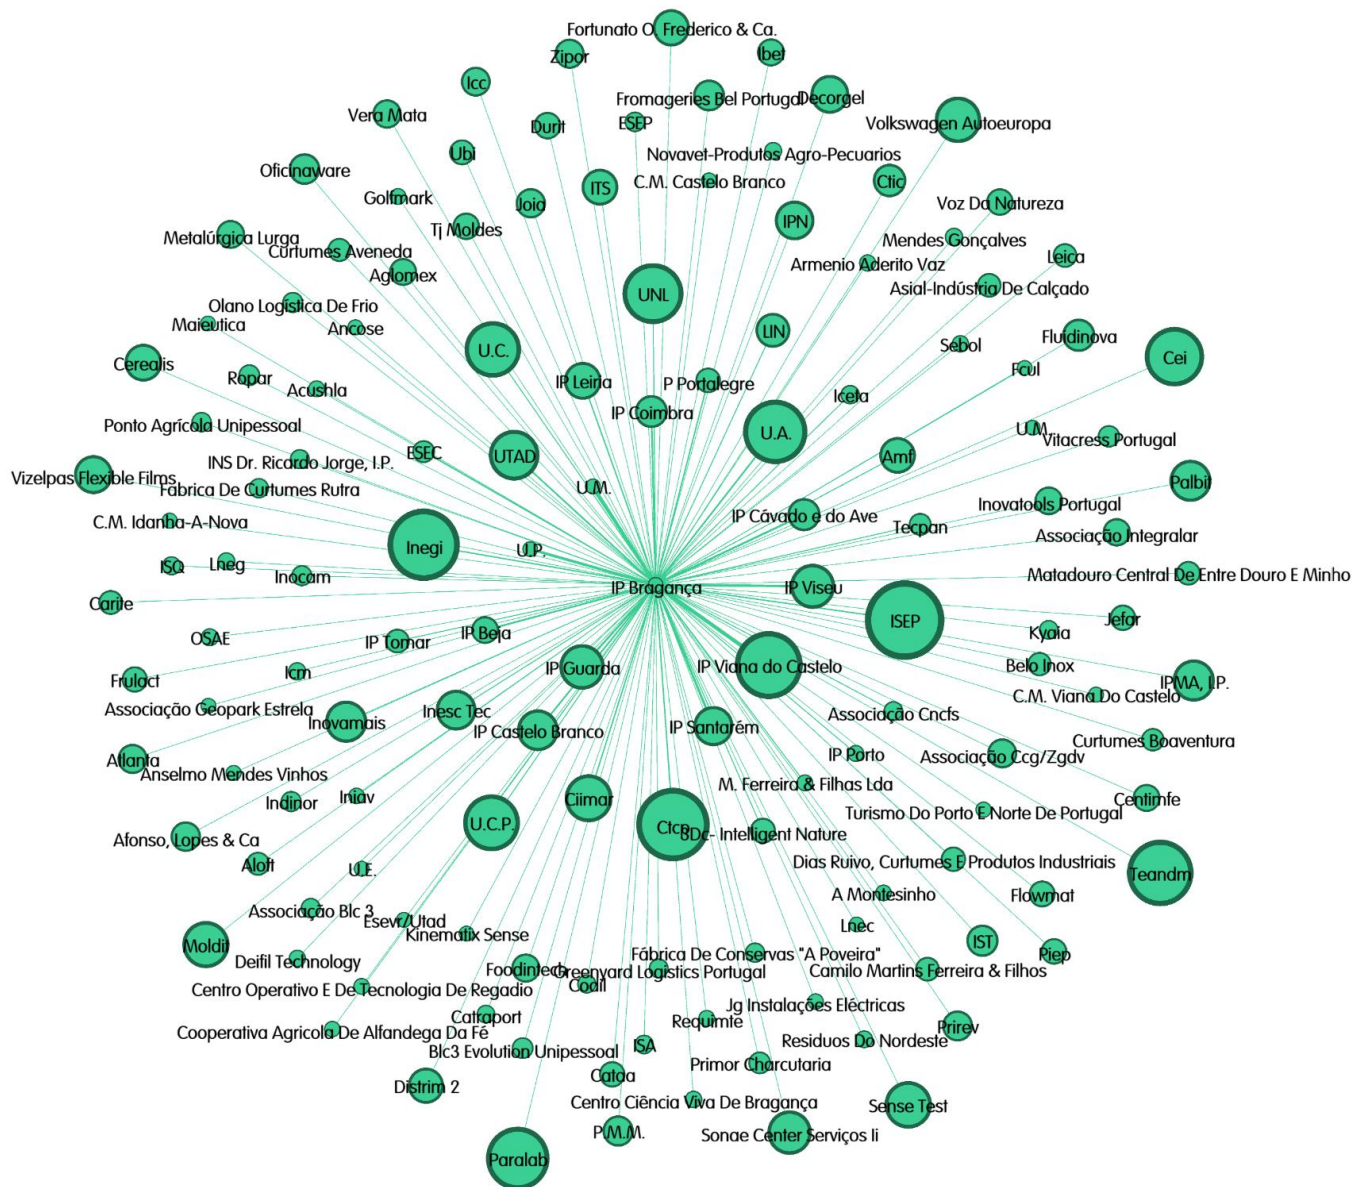 Fortunato O. Frederico & Ca.
Zipor
Ibet
Icc
Fromageries Bel Portugal
Decorgel
Vera Mata
Durit
ESEP
Volkswagen Autoeuropa
Ubi
Novavet-Produtos Agro-Pecuarios
Oficinaware
ITS
C.M. Castelo Branco
Ctic
Golfmark
Joia
Voz Da Natureza
Tj Moldes
IPN
Metalúrgica Lurga
Curtumes Aveneda
Mendes Gonçalves
Leica
Armenio Aderito Vaz
Aglomex
Asial-Indústria De Calçado
UNL
Olano Logística De Frio
Maieutica
Ancose
LIN
Fluidinova
Sebol
U.C.
Cei
Cerealis
Fcul
Ropar
IP Leiria
P Portalegre
Acushla
Iceta
IP Coimbra
Ponto Agrícola Unipessoal
U.A.
U.M.
Vitacress Portugal
ESEC
UTAD
Amf
INS Dr. Ricardo Jorge, I.P.
Vizelpas Flexible Films
Palbit
U.M.
Fabrica De Curtumes Rutra
Inovatools Portugal
IP Cávado e do Ave
C.M. Idanha-A-Nova
Tecpan
Associação Integralar
Inegi
U.P.
ISQ
Lneg
Inocam
Matadouro Central De Entre Douro E Minho
IP Bragança
IP Viseu
Carite
ISEP
Jefar
OSAE
IP Tomar
IP Beja
Kyaia
Icm
IP Guarda
IP Viana do Castelo
Belo Inox
Frulact
IPMA, I.P.
C.M. Viana Do Castelo
Associação Geopark Estrela
Inovamais
Inesc Tec
Associação Cncfs
IP Castelo Branco
IP Santarém
Curtumes Boaventura
IP Porto
Atlanta
Associação Ccg/Zgdv
Anselmo Mendes Vinhos
M. Ferreira & Filhas Lda
Iniav
Indinor
Ciimar
Centimfe
Turismo Do Porto E Norte De Portugal
U.C.P.
Ctcp
3Dc- Intelligent Nature
Afonso, Lopes & Ca
Aloft
Dias Ruivo, Curtumes E Produtos Industriais
U.E.
Teandm
A Montesinho
Flowmat
Associação Blc 3
Esevr/Utad
Lnec
Kinematix Sense
IST
Moldit
Fábrica De Conservas "A Poveira"
Piep
Deifil Technology
Foodintech
Greenyard Logistics Portugal
Camilo Martins Ferreira & Filhos
Codil
Centro Operativo E De Tecnologia De Regadio
Jg Instalações Eléctricas
Catraport
Requimte
Cooperativa Agricola De Alfandega Da Fé
Prirev
Residuos Do Nordeste
ISA
Blc3 Evolution Unipessoal
Primor Charcutaria
Cataa
Distrim 2
Centro Ciência Viva De Bragança
Sense Test
P.M.M.
Sonae Center Serviços Ii
Paralab